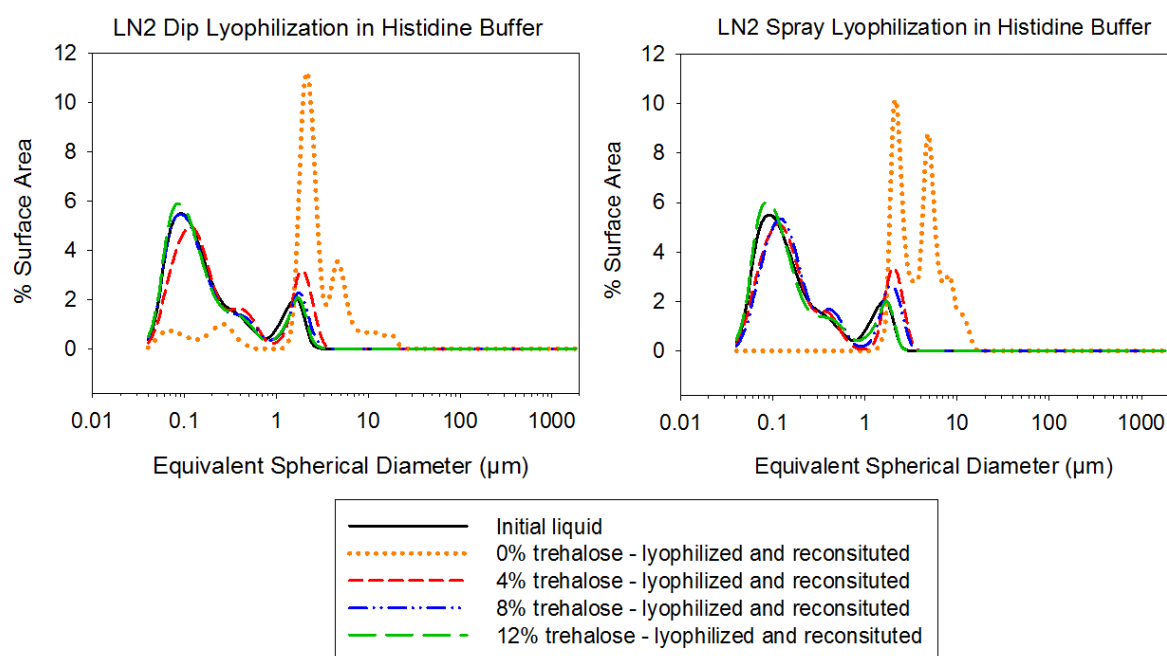 LN2 Dip Lyophilization in Histidine Buffer
% Surface Area
12
10
8
6
4
2
0
0.01
0.1
1
10
100
1000
Equivalent Spherical Diameter (µm)
LN2 Spray Lyophilization in Histidine Buffer
% Surface Area
12
10
8
6
4
2
0
0.01
0.1
1
10
100
1000
Equivalent Spherical Diameter (µm)
Initial liquid
0% trehalose - lyophilized and reconsituted
4% trehalose - lyophilized and reconsituted
8% trehalose - lyophilized and reconsituted
12% trehalose - lyophilized and reconsituted